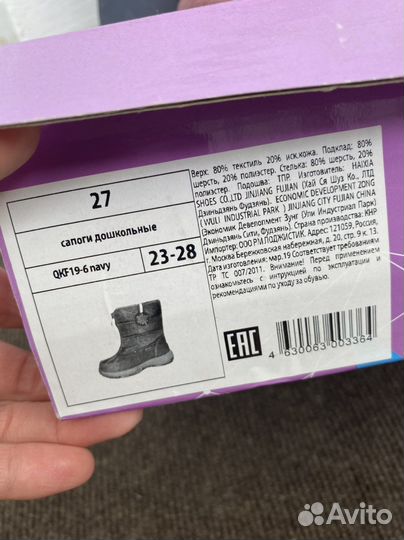 27
сапоги дошкольные
QKF19-6 navy
23-28
Верх: 80% текстиль 20% иск.кожа. Подклад: 80%
шерсть, 20% полиэстер. Стелька: 80% шерсть, 20%
полиэстер. Подошва: ТПР. Изготовитель: HAIXIA
SHOES CO.,LTD JINJIANG FUJIAN (Хай Ся Шуз Ко., ЛТД
Дзиньдзянь Фудзянь). ECONOMIC DEVELOPMENT ZONG
( WULI INDUSTRIAL PARK ) JINJIANG CITY FUJIAN CHINA
(Экономик Девелопмент Зунг (Ули Индустриал Парк)
Дзиньдзянь Сити, Фудзянь). Страна производства: КНР
Импортер: ООО РМ ЛОДЖИСТИК. Адрес: 121059, Россия,
г. Москва Бережковская набережная, д. 20, стр. 9 к. 13.
Дата изготовления: мар.19 Соответствует требованиям
ТР ТС 007/2011. Внимание! Перед применением
ознакомьтесь с интрукцией по эксплуатации и
рекомендациями по уходу за обувью.
EAC
4 630063 003364
Avito